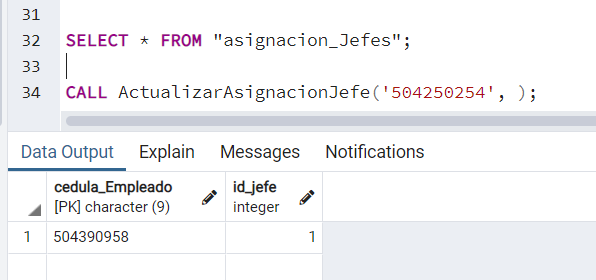 31
32 SELECT * FROM "asignacion_Jefes";
33
34 CALL ActualizarAsignacionJefe('504250254', );
Data Output Explain Messages Notifications
cedula_Empleado id_jefe
[PK] character (9) integer
1 504390958 1